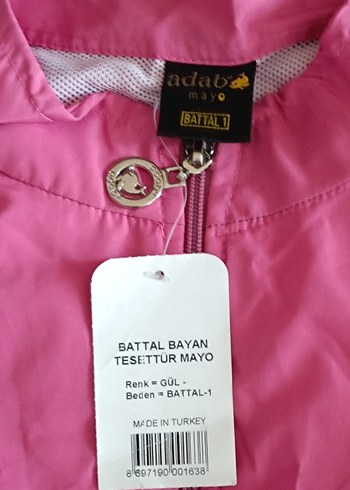 adab
mayo
BATTAL 1
BATTAL BAYAN
TESETTÜR MAYO
Renk = GÜL -
Beden = BATTAL-1
MADE IN TURKEY
8 697190 001638